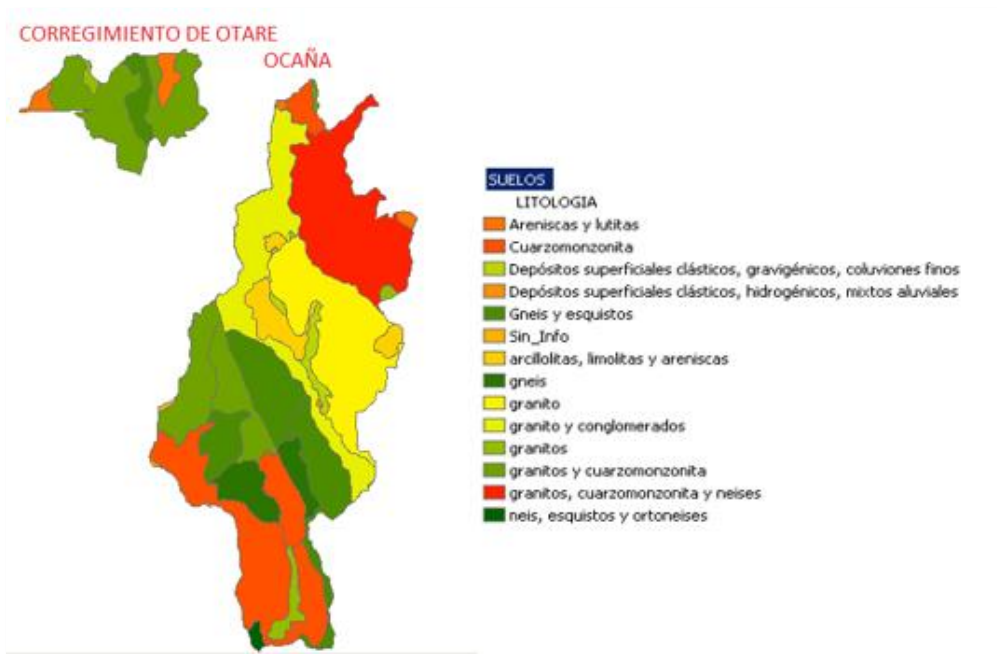 CORREGIMIENTO DE OTARE
OCAÑA
SUELOS
LITOLOGIA
Areniscas y lutitas
Cuarzomonzonita
Depósitos superficiales clásticos, gravigénicos, coluviones finos
Depósitos superficiales clásticos, hidrogénicos, mixtos aluviales
Gneis y esquistos
Sin_Info
arcillolitas, limolitas y areniscas
gneis
granito
granito y conglomerados
granitos
granitos y cuarzomonzonita
granitos, cuarzomonzonita y neises
neis, esquistos y ortoneises